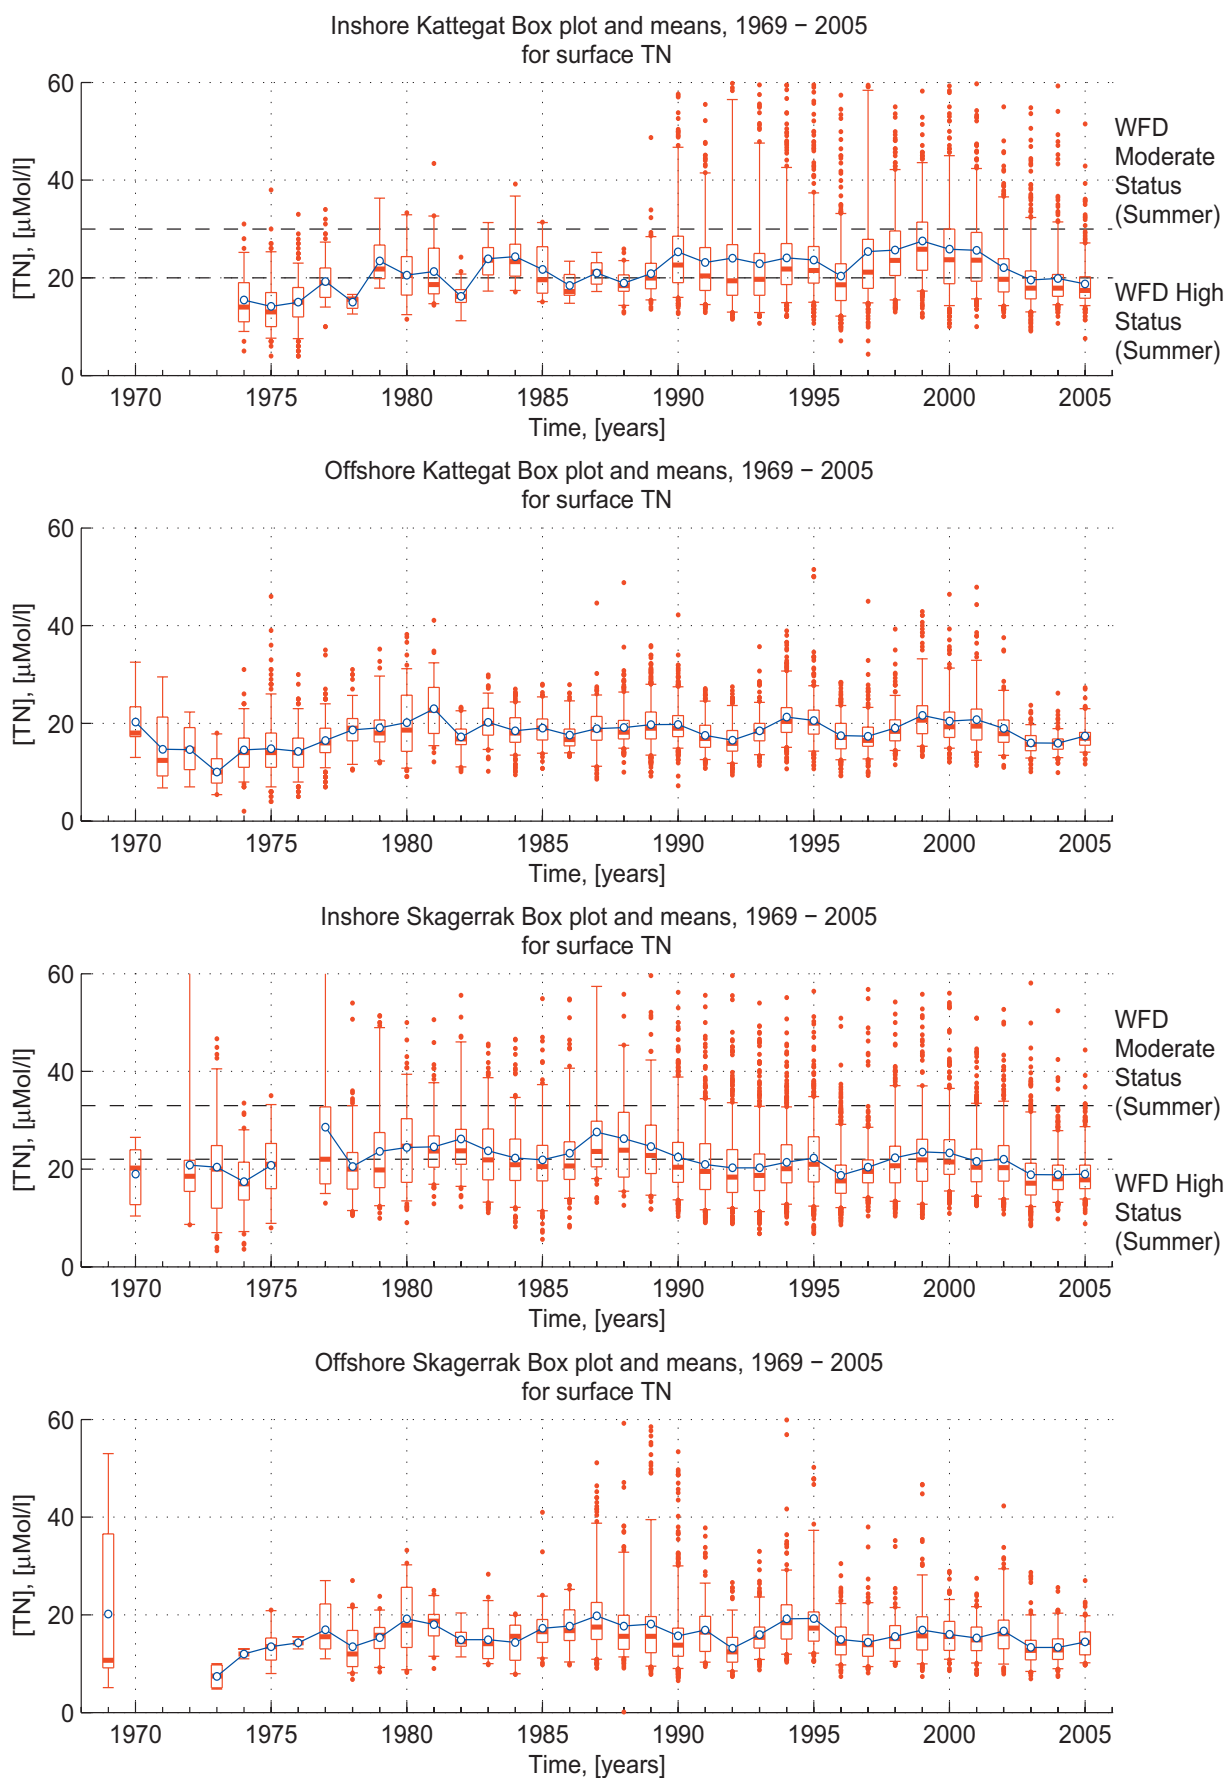 Inshore Kattegat Box plot and means, 1969 − 2005
for surface TN
60
40
20
0
[TN], [μMol/l]
WFD
Moderate
Status
(Summer)
WFD High
Status
(Summer)
1970 1975 1980 1985 1990 1995 2000 2005
Time, [years]
Offshore Kattegat Box plot and means, 1969 − 2005
for surface TN
60
40
20
0
[TN], [μMol/l]
1970 1975 1980 1985 1990 1995 2000 2005
Time, [years]
Inshore Skagerrak Box plot and means, 1969 − 2005
for surface TN
60
40
20
0
[TN], [μMol/l]
WFD
Moderate
Status
(Summer)
WFD High
Status
(Summer)
1970 1975 1980 1985 1990 1995 2000 2005
Time, [years]
Offshore Skagerrak Box plot and means, 1969 − 2005
for surface TN
60
40
20
0
[TN], [μMol/l]
1970 1975 1980 1985 1990 1995 2000 2005
Time, [years]